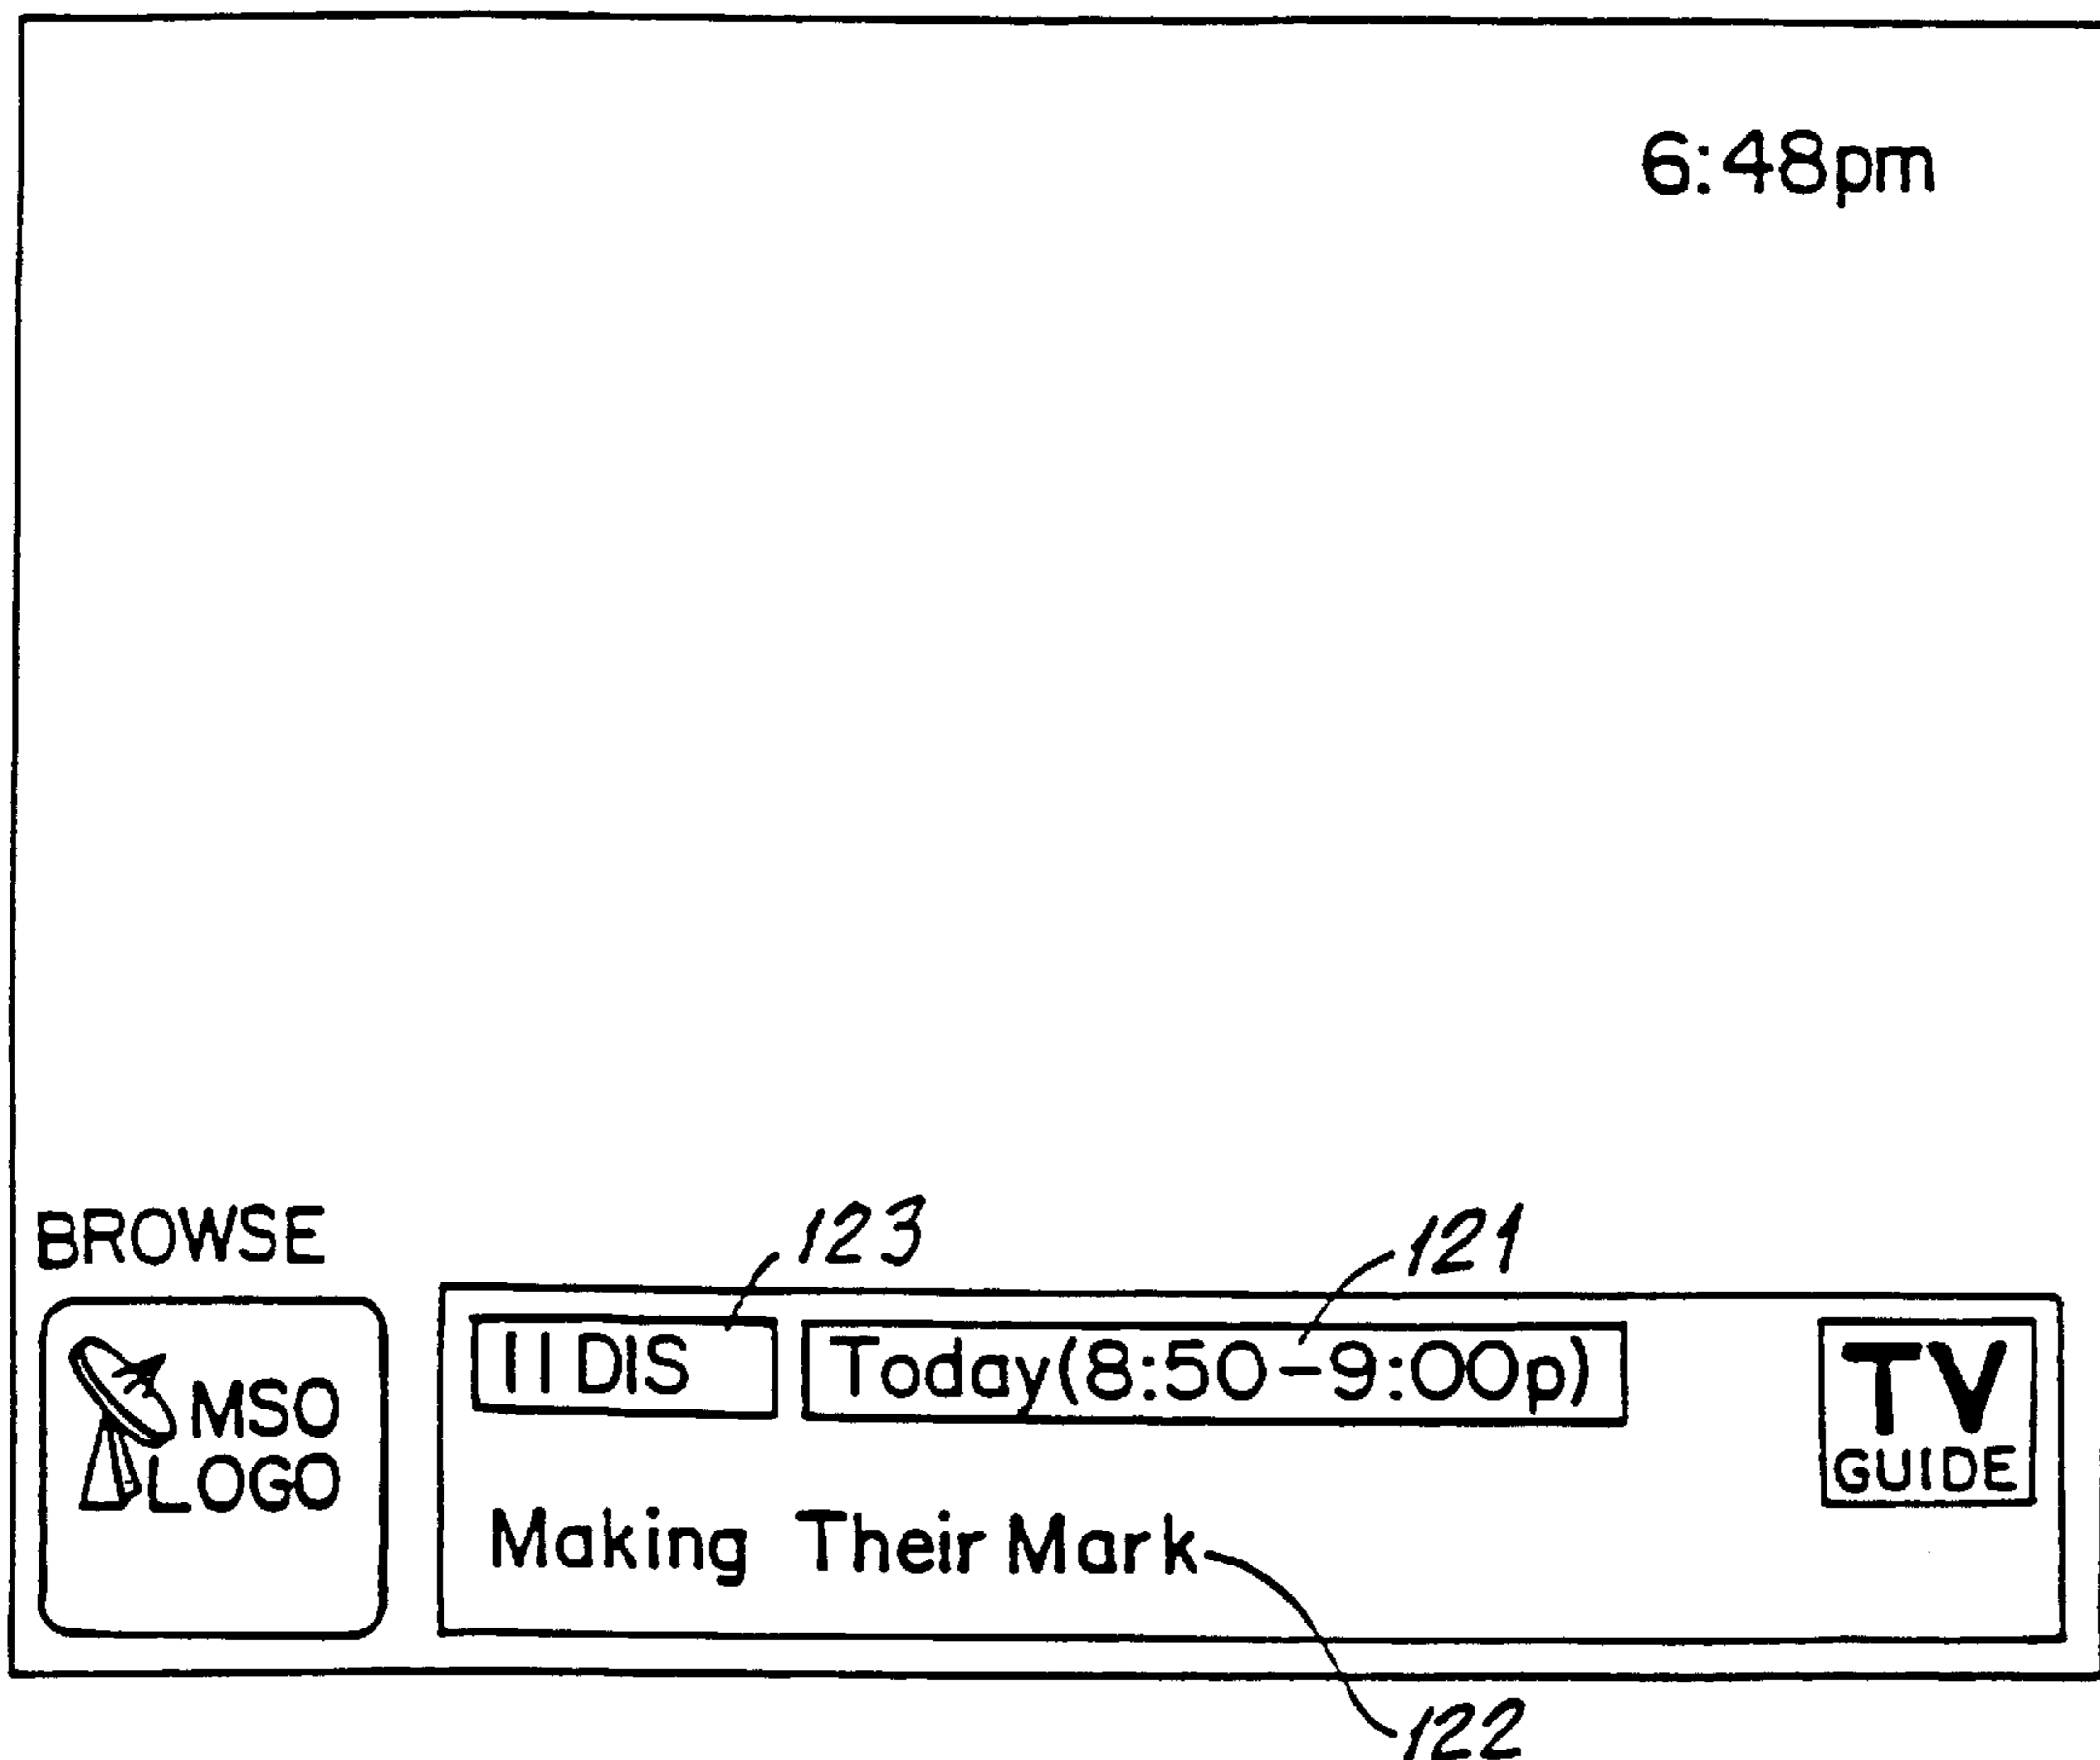 6:48pm
BROWSE
123
121
11 DIS
Today(8:50-9:00p)
TV
GUIDE
MSO
LOGO
Making Their Mark
122